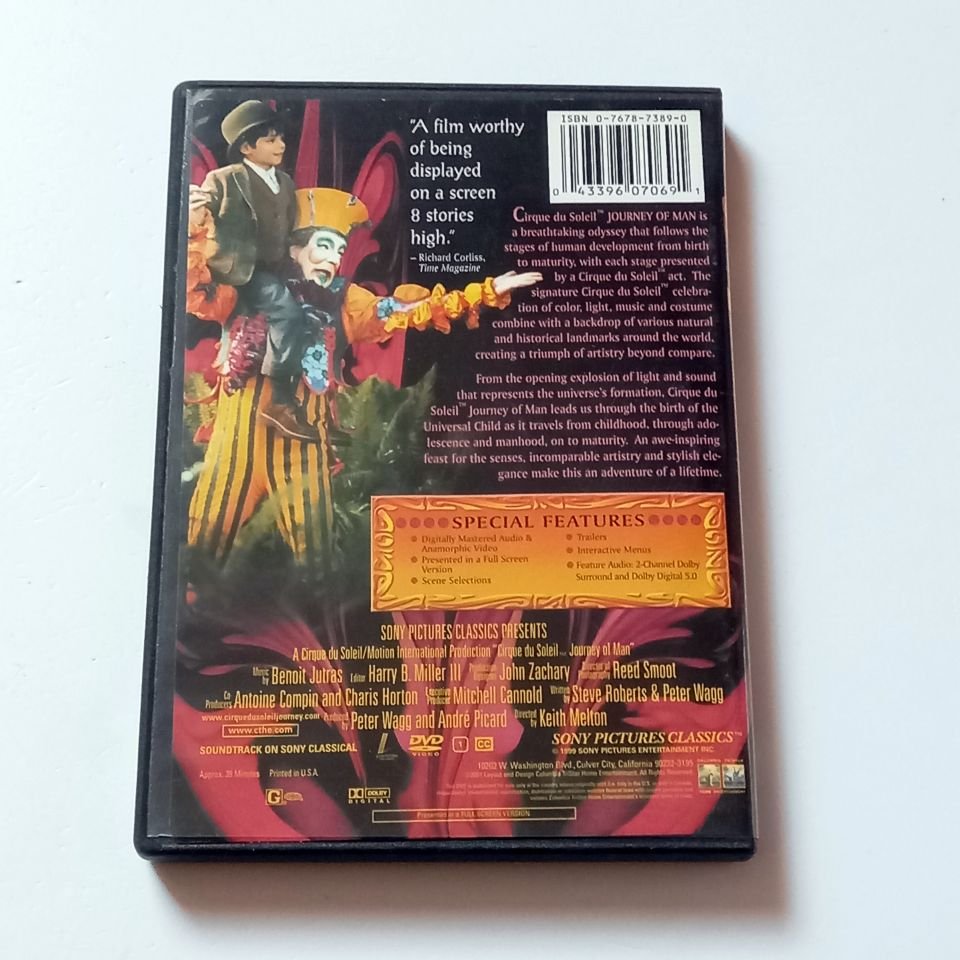 "A film worthy
of being
displayed
on a screen
8 stories
high."
– Richard Corliss,
Time Magazine
ISBN 0-7678-7389-0
0 43396 07069 1
Cirque du Soleil™ JOURNEY OF MAN is
a breathtaking odyssey that follows the
stages of human development from birth
to maturity, with each stage presented
by a Cirque du Soleil™ act. The
signature Cirque du Soleil™ celebra-
tion of color, light, music and costume
combine with a backdrop of various natural
and historical landmarks around the world,
creating a triumph of artistry beyond compare.
From the opening explosion of light and sound
that represents the universe's formation, Cirque du
Soleil™ Journey of Man leads us through the birth of the
Universal Child as it travels from childhood, through ado-
lescence and manhood, on to maturity. An awe-inspiring
feast for the senses, incomparable artistry and stylish ele-
gance make this an adventure of a lifetime.
SPECIAL FEATURES
Digitally Mastered Audio &
Anamorphic Video
Presented in a Full Screen
Version
Scene Selections
Trailers
Interactive Menus
Feature Audio: 2-Channel Dolby
Surround and Dolby Digital 5.0
SONY PICTURES CLASSICS PRESENTS
A Cirque du Soleil/Motion International Production "Cirque du Soleil Journey of Man"
Music by Benoit Jutras Editor Harry B. Miller III Production John Zachary Director of Photography Reed Smoot
Co Producers Antoine Compin and Charis Horton Executive Producer Mitchell Cannold Written by Steve Roberts & Peter Wagg
www.cirquedusoleiljourney.com Produced by Peter Wagg and André Picard Directed by Keith Melton
www.cthe.com
SOUNDTRACK ON SONY CLASSICAL
DVD VIDEO
1
CC
SONY PICTURES CLASSICS™
© 1999 SONY PICTURES ENTERTAINMENT INC.
10202 W. Washington Blvd., Culver City, California 90232-3195
Approx. 39 Minutes Printed in U.S.A.
G
DOLBY DIGITAL
Presented in a FULL SCREEN VERSION